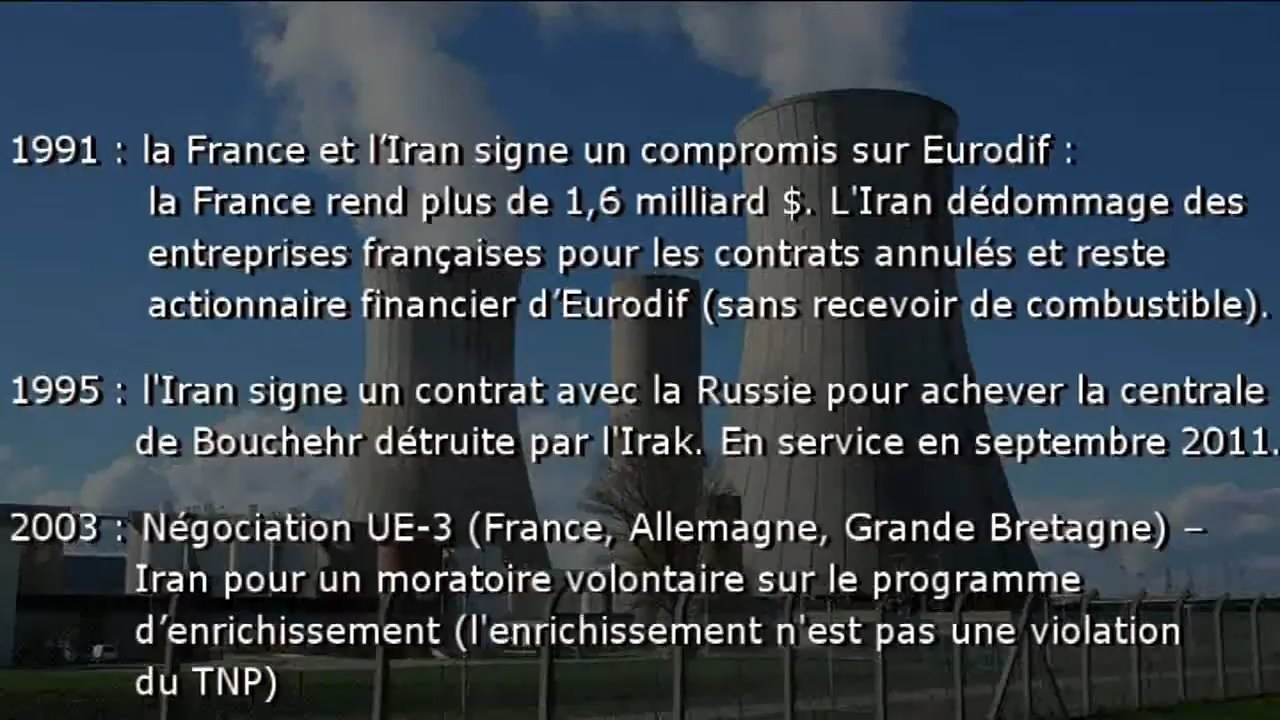 1991 : la France et l’Iran signe un compromis sur Eurodif :
la France rend plus de 1,6 milliard $. L'Iran dédommage des
entreprises françaises pour les contrats annulés et reste
actionnaire financier d’Eurodif (sans recevoir de combustible).
1995 : l'Iran signe un contrat avec la Russie pour achever la centrale
de Bouchehr détruite par l'Irak. En service en septembre 2011.
2003 : Négociation UE-3 (France, Allemagne, Grande Bretagne) –
Iran pour un moratoire volontaire sur le programme
d’enrichissement (l'enrichissement n'est pas une violation
du TNP)